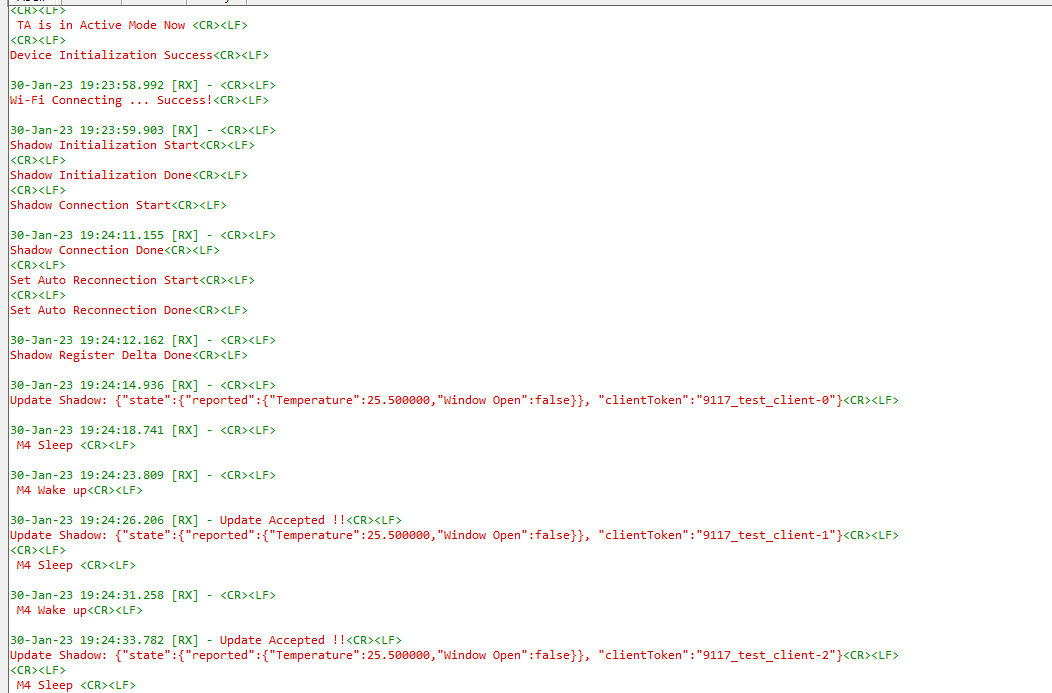 <CR><LF>
TA is in Active Mode Now <CR><LF>
<CR><LF>
Device Initialization Success<CR><LF>
30-Jan-23 19:23:58.992 [RX] - <CR><LF>
Wi-Fi Connecting ... Success!<CR><LF>
30-Jan-23 19:23:59.903 [RX] - <CR><LF>
Shadow Initialization Start<CR><LF>
<CR><LF>
Shadow Initialization Done<CR><LF>
<CR><LF>
Shadow Connection Start<CR><LF>
30-Jan-23 19:24:11.155 [RX] - <CR><LF>
Shadow Connection Done<CR><LF>
<CR><LF>
Set Auto Reconnection Start<CR><LF>
<CR><LF>
Set Auto Reconnection Done<CR><LF>
30-Jan-23 19:24:12.162 [RX] - <CR><LF>
Shadow Register Delta Done<CR><LF>
30-Jan-23 19:24:14.936 [RX] - <CR><LF>
Update Shadow: {"state":{"reported":{"Temperature":25.500000,"Window Open":false}}, "clientToken":"9117_test_client-0"}<CR><LF>
30-Jan-23 19:24:18.741 [RX] - <CR><LF>
M4 Sleep <CR><LF>
30-Jan-23 19:24:23.809 [RX] - <CR><LF>
M4 Wake up<CR><LF>
30-Jan-23 19:24:26.206 [RX] - Update Accepted !!<CR><LF>
Update Shadow: {"state":{"reported":{"Temperature":25.500000,"Window Open":false}}, "clientToken":"9117_test_client-1"}<CR><LF>
<CR><LF>
M4 Sleep <CR><LF>
30-Jan-23 19:24:31.258 [RX] - <CR><LF>
M4 Wake up<CR><LF>
30-Jan-23 19:24:33.782 [RX] - Update Accepted !!<CR><LF>
Update Shadow: {"state":{"reported":{"Temperature":25.500000,"Window Open":false}}, "clientToken":"9117_test_client-2"}<CR><LF>
<CR><LF>
M4 Sleep <CR><LF>